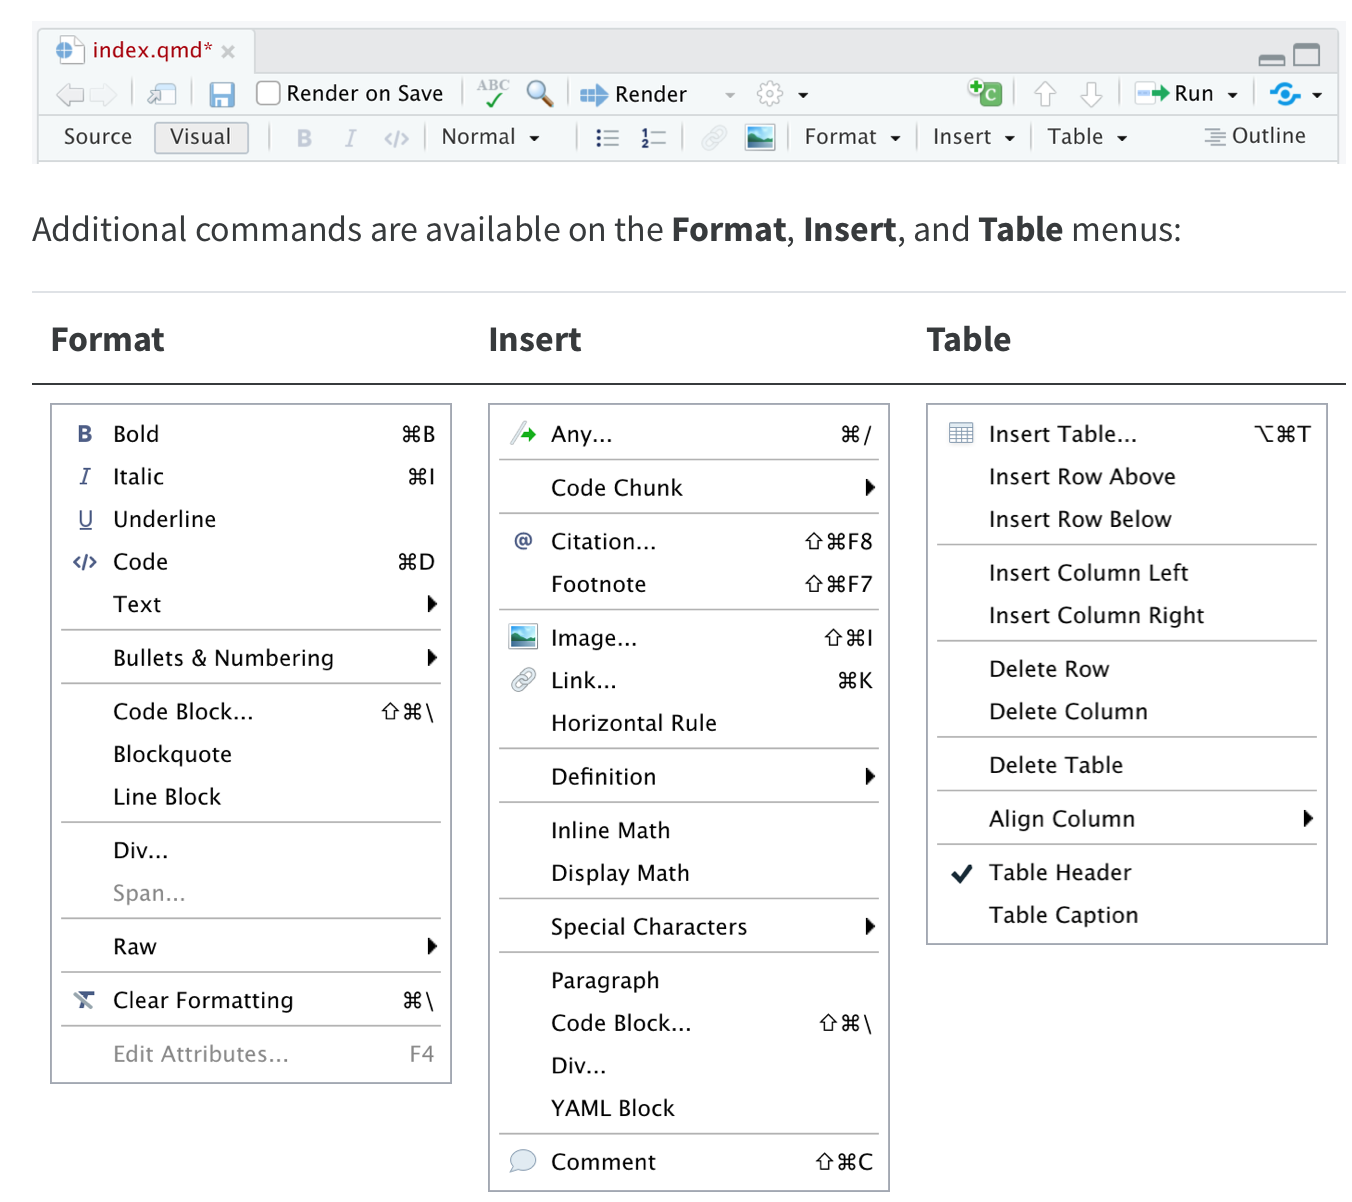 index.qmd*
Render on Save
ABC
Render
C
Run
Source
Visual
B
I
</>
Normal
1
2
Format
Insert
Table
Outline
Additional commands are available on the Format, Insert, and Table menus:
Format
Insert
Table
B Bold ⌘B
I Italic ⌘I
U Underline
</> Code ⌘D
Text
Bullets & Numbering
Code Block... ⇧⌘\
Blockquote
Line Block
Div...
Span...
Raw
T Clear Formatting ⌘\
Edit Attributes... F4
Any... ⌘/
Code Chunk
@ Citation... ⇧⌘F8
Footnote ⇧⌘F7
Image... ⇧⌘I
Link... ⌘K
Horizontal Rule
Definition
Inline Math
Display Math
Special Characters
Paragraph
Code Block... ⇧⌘\
Div...
YAML Block
Comment ⇧⌘C
Insert Table... ⌥⌘T
Insert Row Above
Insert Row Below
Insert Column Left
Insert Column Right
Delete Row
Delete Column
Delete Table
Align Column
Table Header
Table Caption